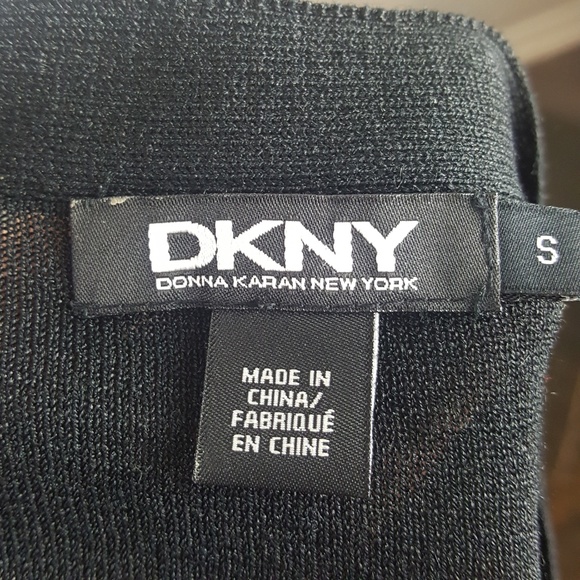 DKNY
DONNA KARAN NEW YORK
S
MADE IN
CHINA/
FABRIQUÉ
EN CHINE